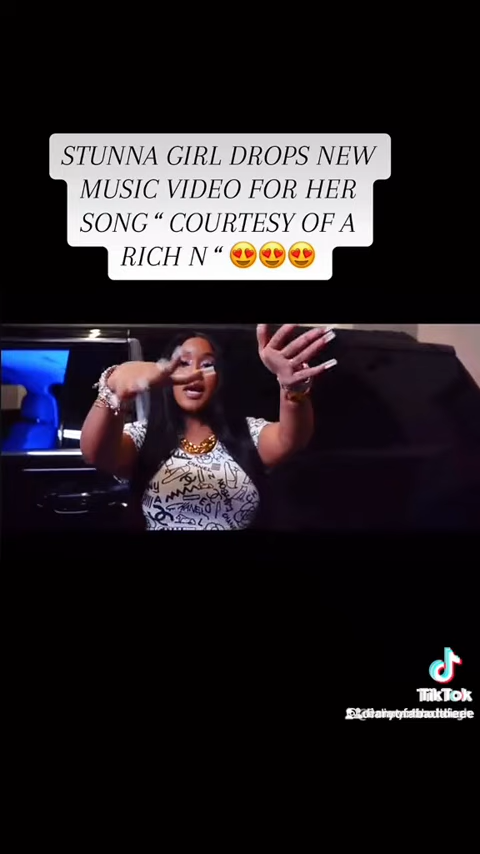 STUNNA GIRL DROPS NEW
MUSIC VIDEO FOR HER
SONG “ COURTESY OF A
RICH N “ 😍😍😍
TikTok